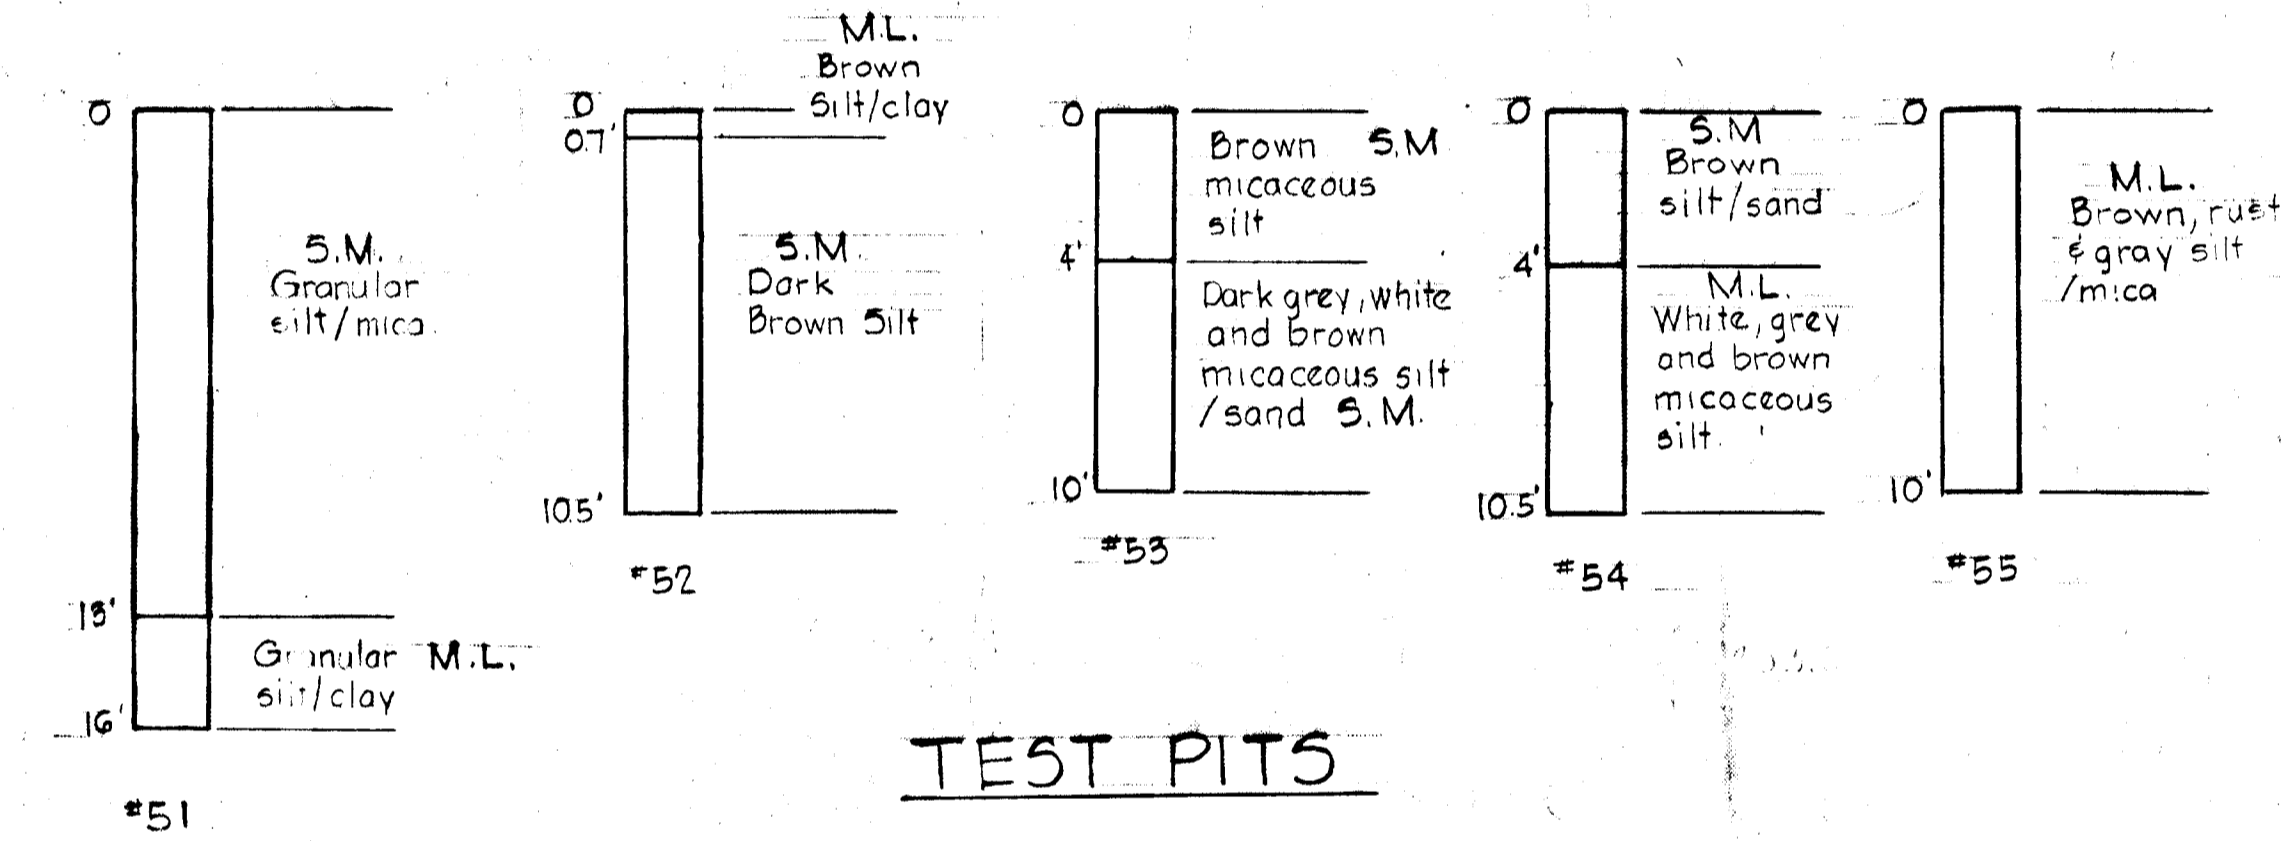 0
S.M.
Granular
silt/mica
13'
Granular M.L.
silt/clay
16'
#51
M.L.
Brown
Silt/clay
0
0.7'
S.M.
Dark
Brown Silt
10.5'
#52
0
Brown S.M
micaceous
silt
4'
Dark grey, white
and brown
micaceous silt
/sand S.M.
10'
#53
0
S.M
Brown
silt/sand
4'
M.L.
White, grey
and brown
micaceous
silt.
10.5'
#54
0
M.L.
Brown, rust
& gray silt
/mica
10'
#55
TEST PITS